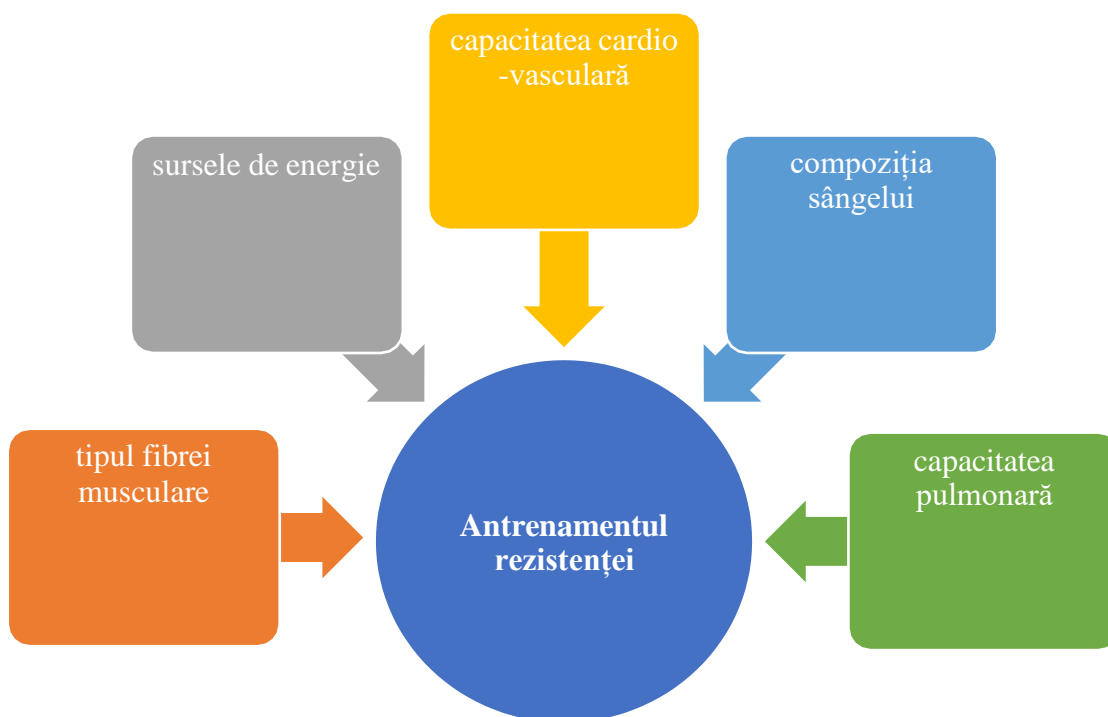 capacitatea cardio
-vasculară
sursele de energie
compoziția
sângelui
tipul fibrei
musculare
capacitatea
pulmonară
Antrenamentul
rezistenței